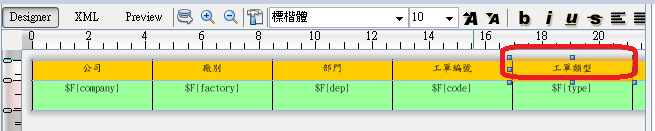 Designer XML Preview 標楷體 10 A A b i u s
0 2 4 6 8 10 12 14 16 18 20
公司 廠別 部門 工單編號 工單類型
$F{company} $F{factory} $F{dep} $F{code} $F{type}